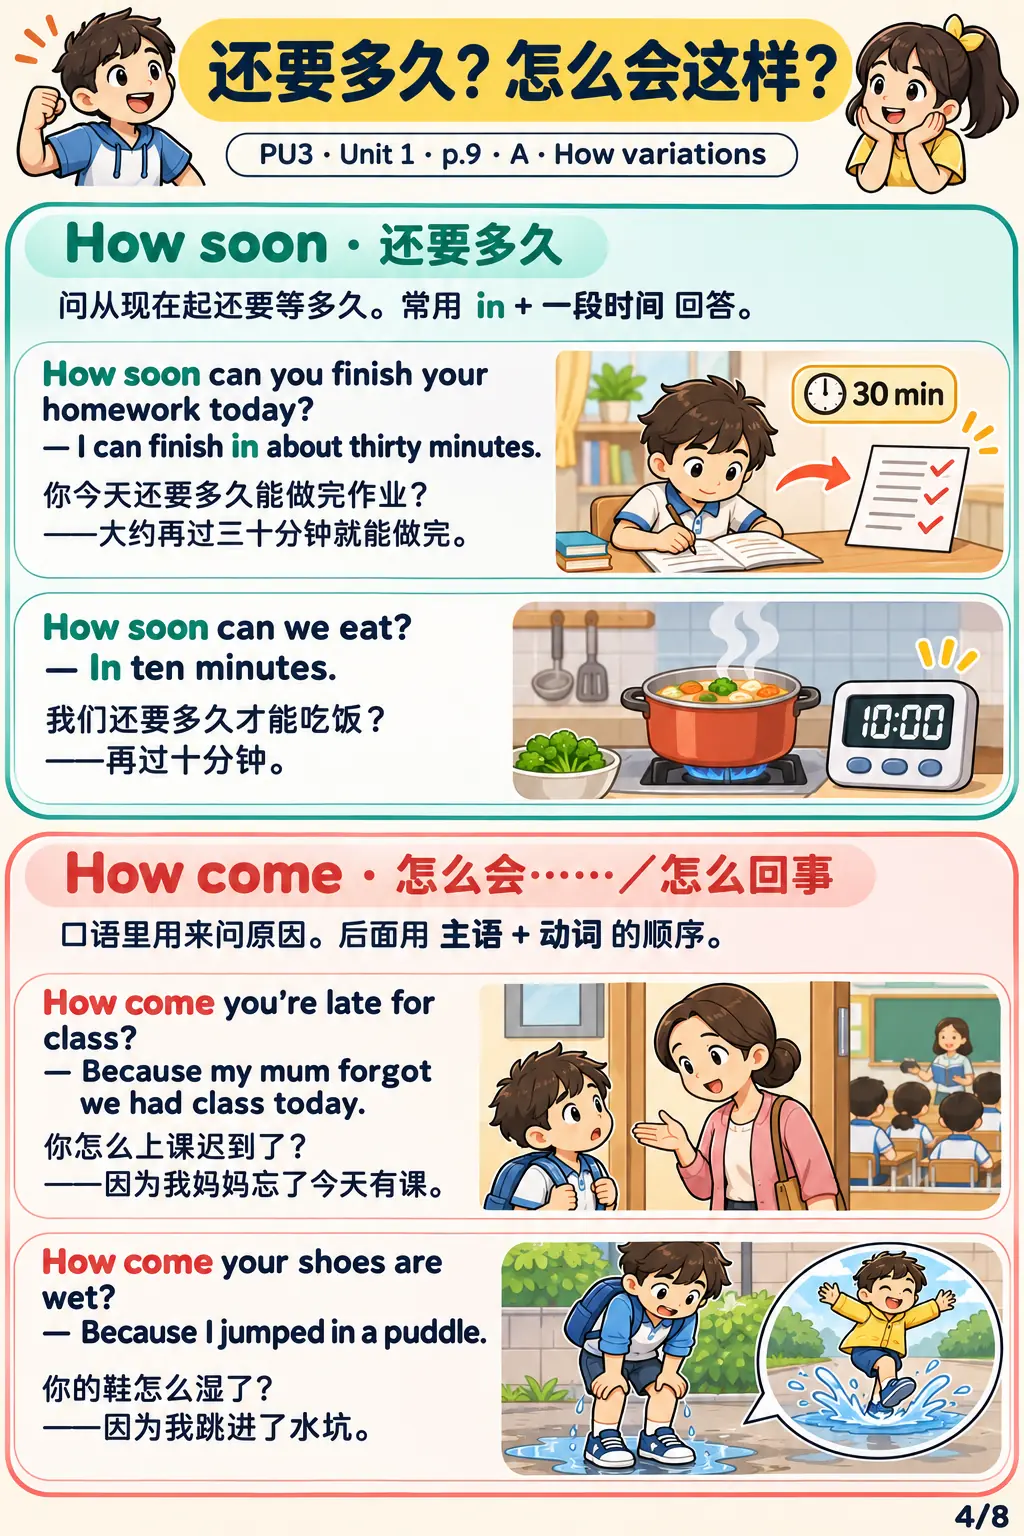 还要多久？怎么会这样？
PU3 · Unit 1 · p.9 · A · How variations
How soon · 还要多久
问从现在起还要等多久。常用 in + 一段时间 回答。
How soon can you finish your
homework today?
— I can finish in about thirty minutes.
你今天还要多久能做完作业？
——大约再过三十分钟就能做完。
30 min
How soon can we eat?
— In ten minutes.
我们还要多久才能吃饭？
——再过十分钟。
10:00
How come · 怎么会……／怎么回事
口语里用来问原因。后面用 主语 + 动词 的顺序。
How come you're late for
class?
— Because my mum forgot
we had class today.
你怎么上课迟到了？
——因为我妈妈忘了今天有课。
How come your shoes are
wet?
— Because I jumped in a puddle.
你的鞋怎么湿了？
——因为我跳进了水坑。
4/8